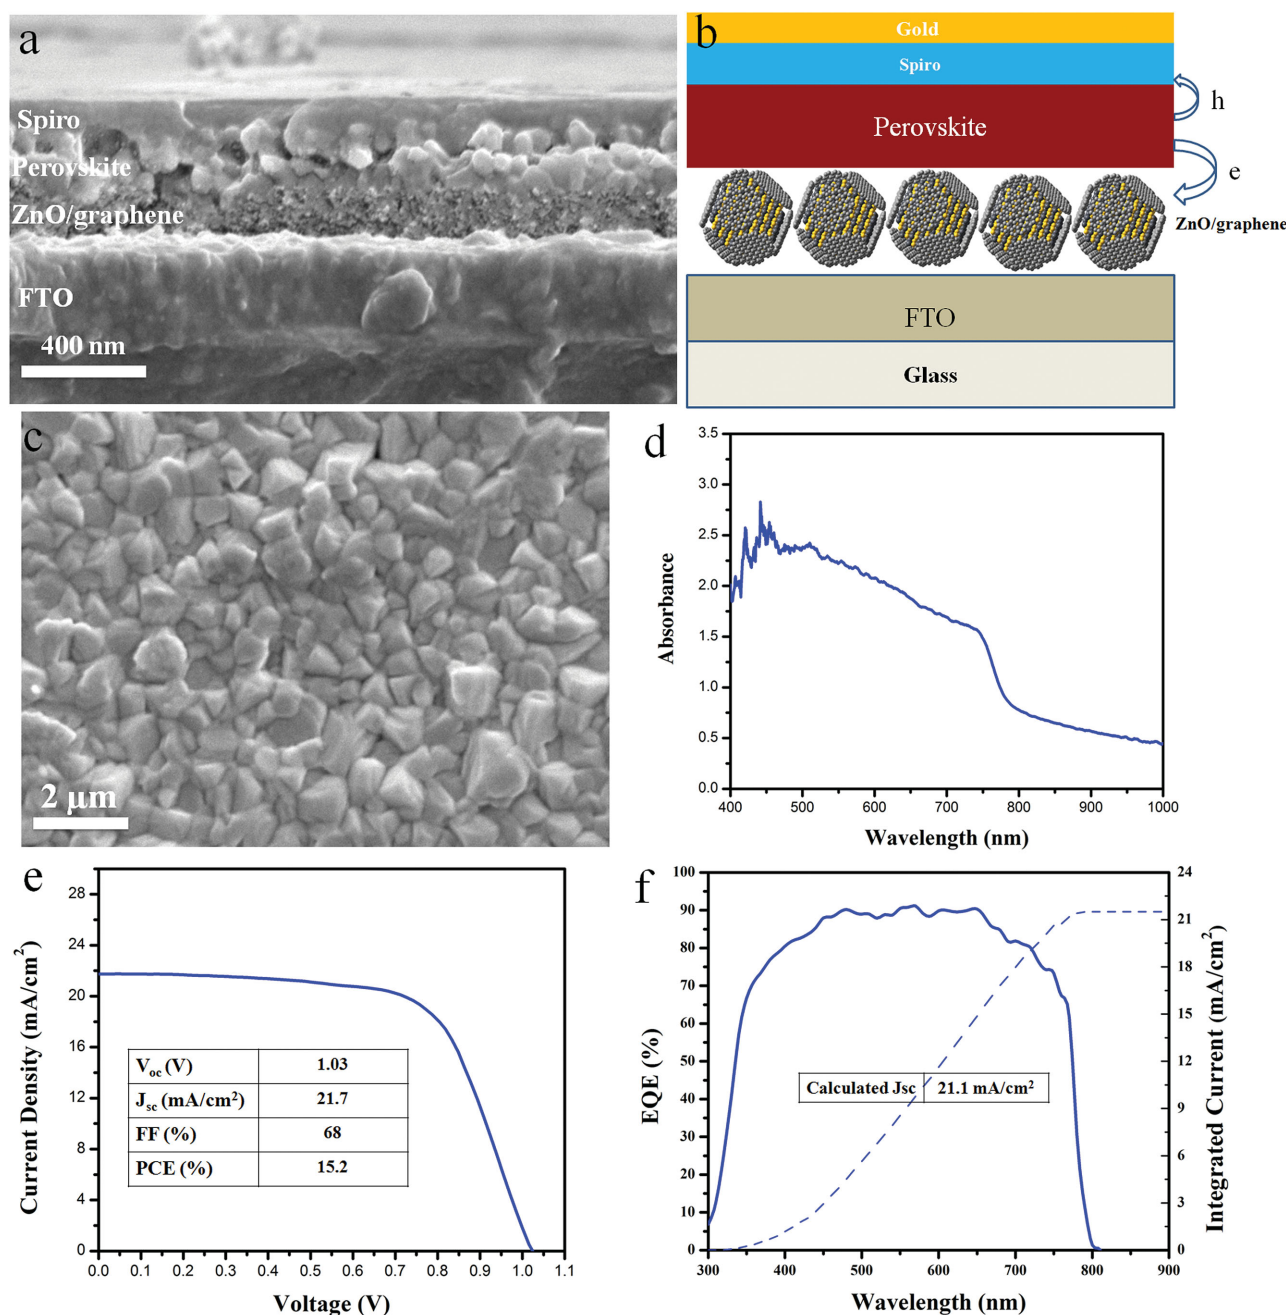 a
Spiro
Perovskite
ZnO/graphene
FTO
400 nm
b
Gold
Spiro
Perovskite
h
e
ZnO/graphene
FTO
Glass
c
2 μm
d
3.5
3.0
2.5
2.0
1.5
1.0
0.5
0.0
Absorbance
400 500 600 700 800 900 1000
Wavelength (nm)
e
28
24
20
16
12
8
4
0
Current Density (mA/cm²)
Voc (V) 1.03
Jsc (mA/cm²) 21.7
FF (%) 68
PCE (%) 15.2
0.0 0.1 0.2 0.3 0.4 0.5 0.6 0.7 0.8 0.9 1.0 1.1
Voltage (V)
f
100
90
80
70
60
50
40
30
20
10
0
EQE (%)
Calculated Jsc 21.1 mA/cm²
24
21
18
15
12
9
6
3
0
Integrated Current (mA/cm²)
300 400 500 600 700 800 900
Wavelength (nm)